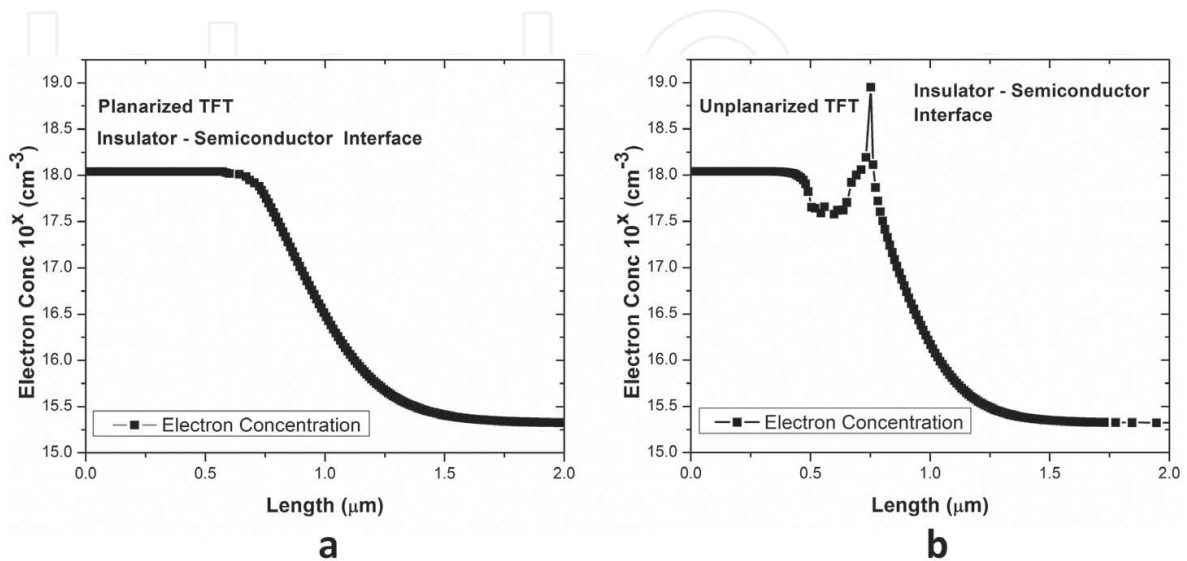 Planarized TFT
Insulator - Semiconductor Interface
Electron Concentration
Electron Conc 10^x (cm^-3)
19.0
18.5
18.0
17.5
17.0
16.5
16.0
15.5
15.0
0.0 0.5 1.0 1.5 2.0
Length (μm)
a
Unplanarized TFT
Insulator - Semiconductor
Interface
Electron Concentration
Electron Conc 10^x (cm^-3)
19.0
18.5
18.0
17.5
17.0
16.5
16.0
15.5
15.0
0.0 0.5 1.0 1.5 2.0
Length (μm)
b